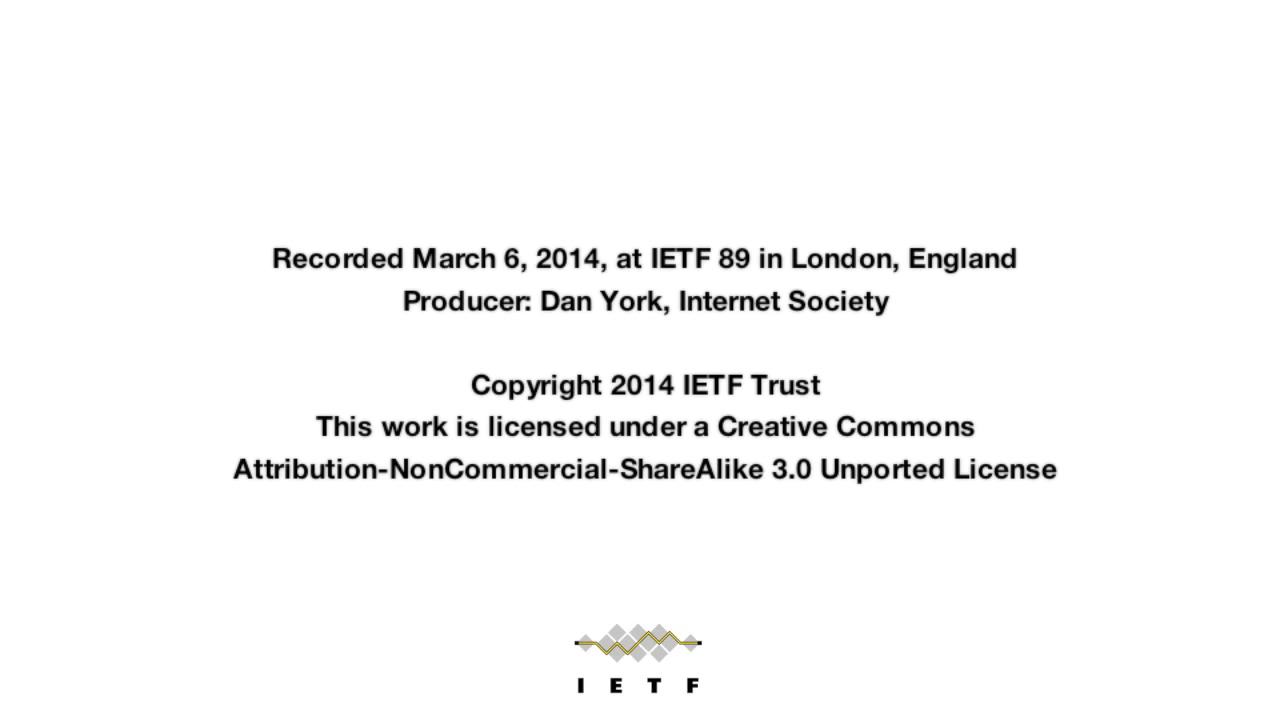 Recorded March 6, 2014, at IETF 89 in London, England
Producer: Dan York, Internet Society
Copyright 2014 IETF Trust
This work is licensed under a Creative Commons
Attribution-NonCommercial-ShareAlike 3.0 Unported License
I E T F